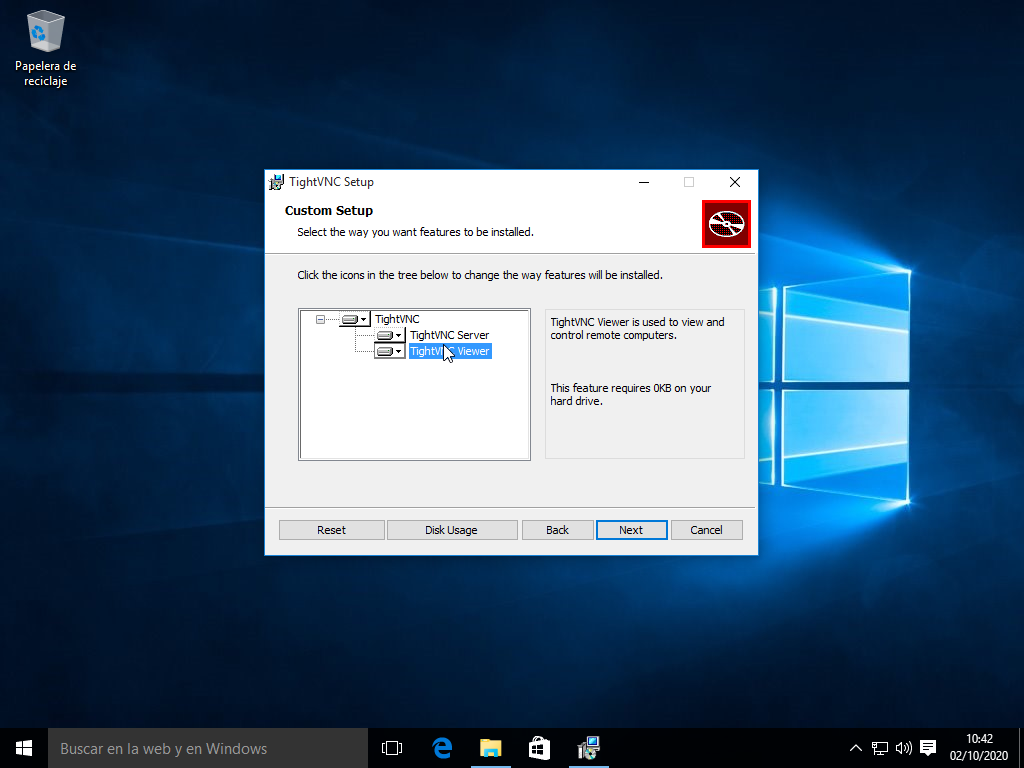 Papelera de
reciclaje
TightVNC Setup
Custom Setup
Select the way you want features to be installed.
Click the icons in the tree below to change the way features will be installed.
TightVNC
TightVNC Server
TightVNC Viewer
TightVNC Viewer is used to view and
control remote computers.
This feature requires 0KB on your
hard drive.
Reset
Disk Usage
Back
Next
Cancel
Buscar en la web y en Windows
10:42
02/10/2020